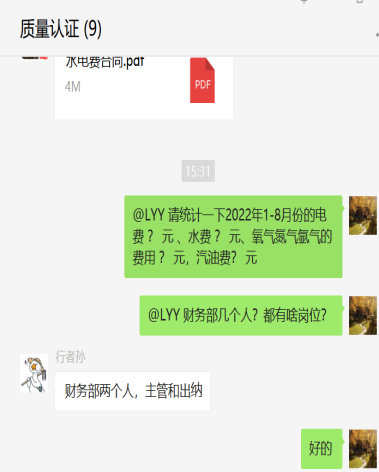 质量认证 (9)
水电费合同.pdf
4M
PDF
15:31
@LYY 请统计一下2022年1-8月份的电
费？ 元、水费？ 元、氧气氮气氩气的
费用？ 元，汽油费？ 元
@LYY 财务部几个人？都有啥岗位？
行者孙
财务部两个人，主管和出纳
好的